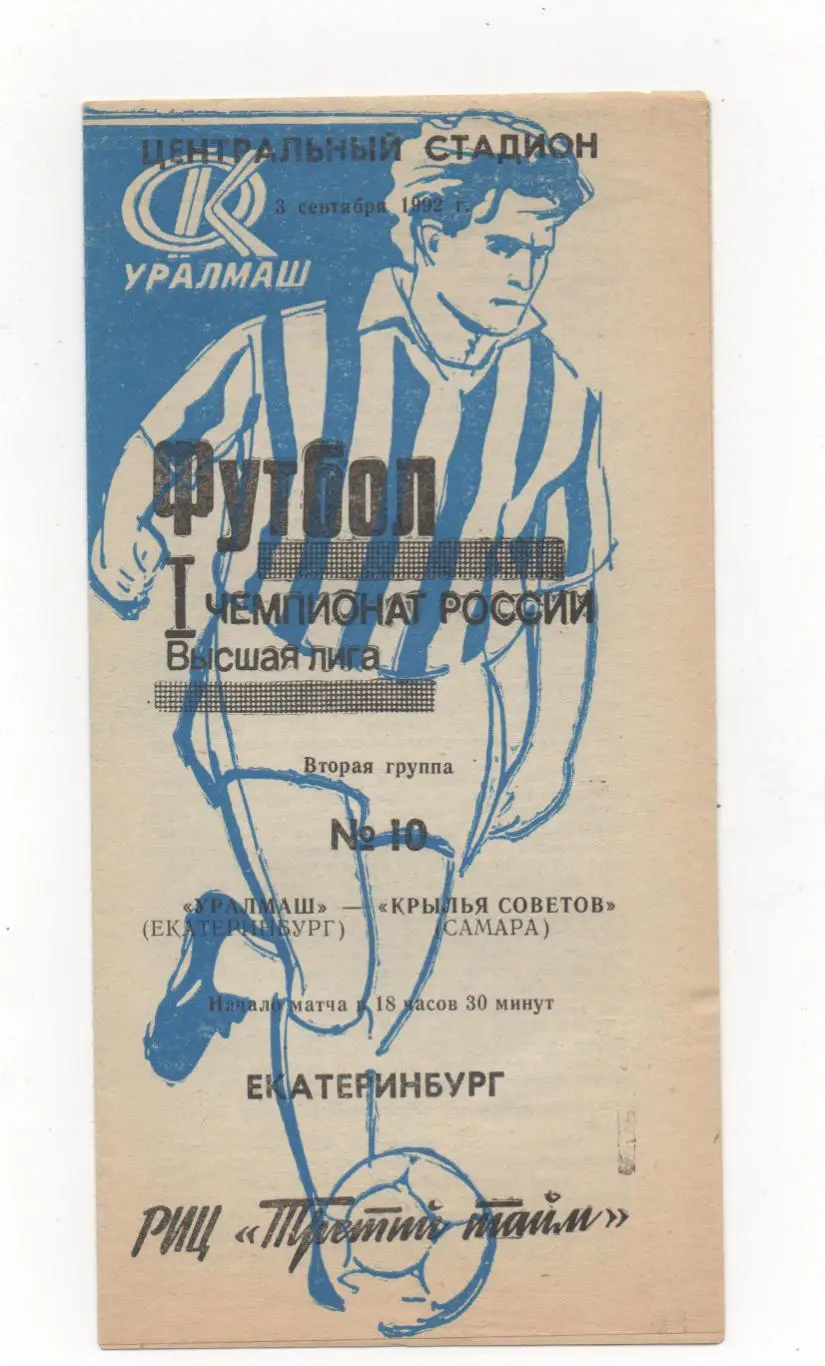 ЦЕНТРАЛЬНЫЙ СТАДИОН
3 сентября 1992 г.
ФК
УРАЛМАШ
Футбол
I ЧЕМПИОНАТ РОССИИ
Высшая лига
Вторая группа
№ 10
«УРАЛМАШ» — «КРЫЛЬЯ СОВЕТОВ»
(ЕКАТЕРИНБУРГ) (САМАРА)
Начало матча в 18 часов 30 минут
ЕКАТЕРИНБУРГ
РИЦ «Третий тайм»